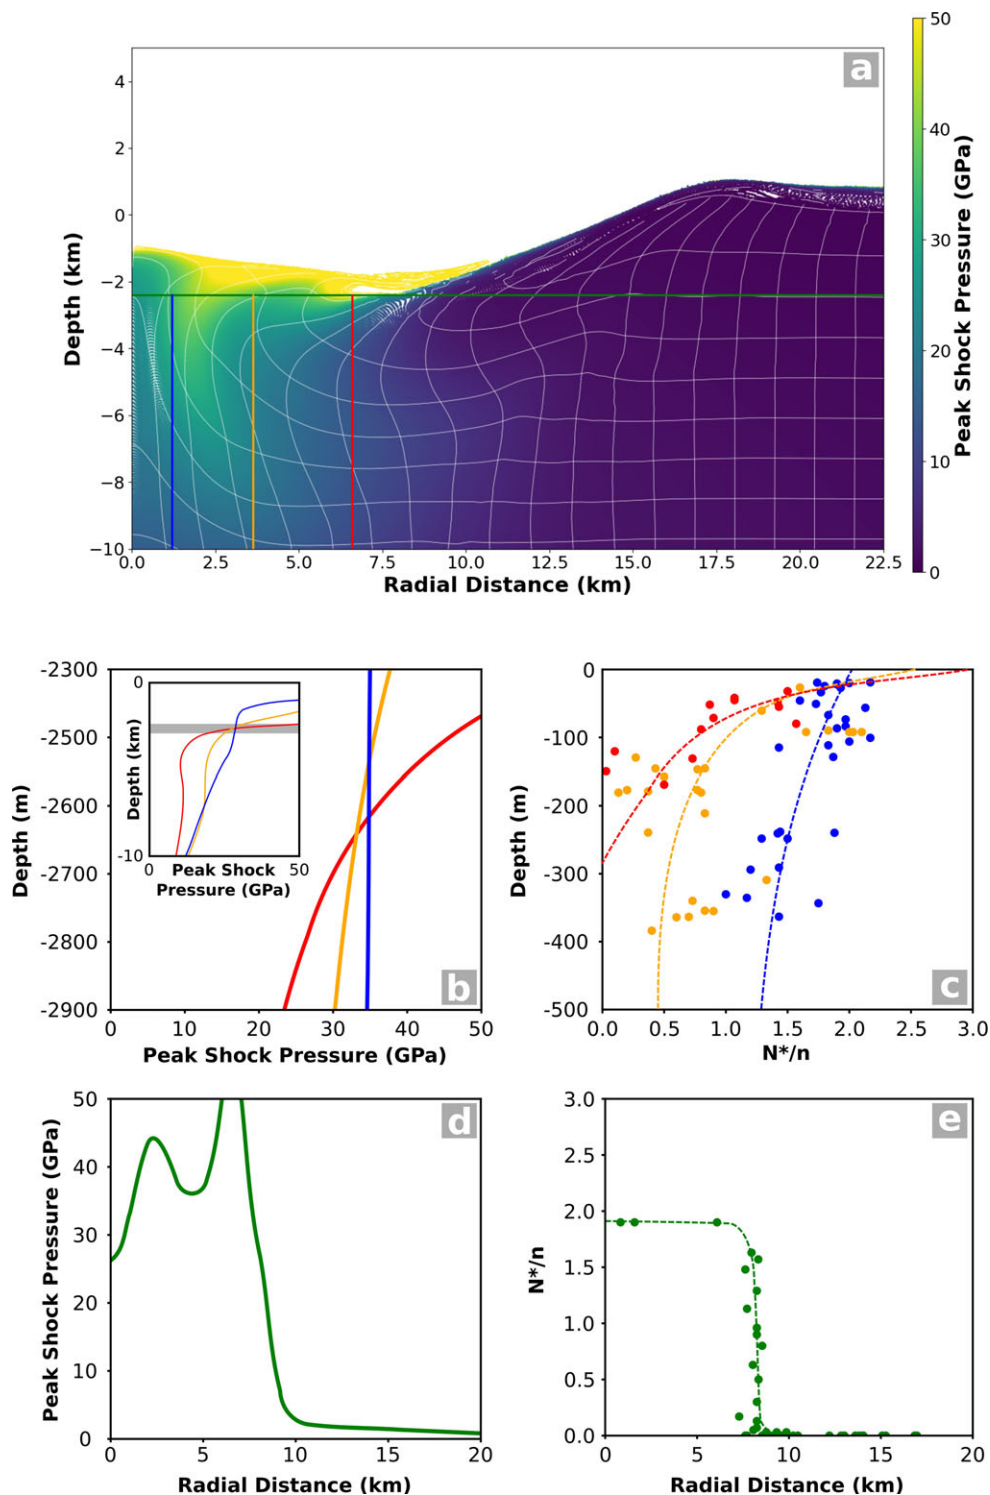 a
4
2
0
−2
−4
−6
−8
−10
Depth (km)
0.0 2.5 5.0 7.5 10.0 12.5 15.0 17.5 20.0 22.5
Radial Distance (km)
50
40
30
20
10
0
Peak Shock Pressure (GPa)
-2300
-2400
-2500
-2600
-2700
-2800
-2900
Depth (m)
0
-10
Depth (km)
0 50
Peak Shock
Pressure (GPa)
b
0 10 20 30 40 50
Peak Shock Pressure (GPa)
0
-100
-200
-300
-400
-500
Depth (m)
c
0.0 0.5 1.0 1.5 2.0 2.5 3.0
N*/n
50
40
30
20
10
0
Peak Shock Pressure (GPa)
d
0 5 10 15 20
Radial Distance (km)
3.0
2.5
2.0
1.5
1.0
0.5
0.0
N*/n
e
0 5 10 15 20
Radial Distance (km)